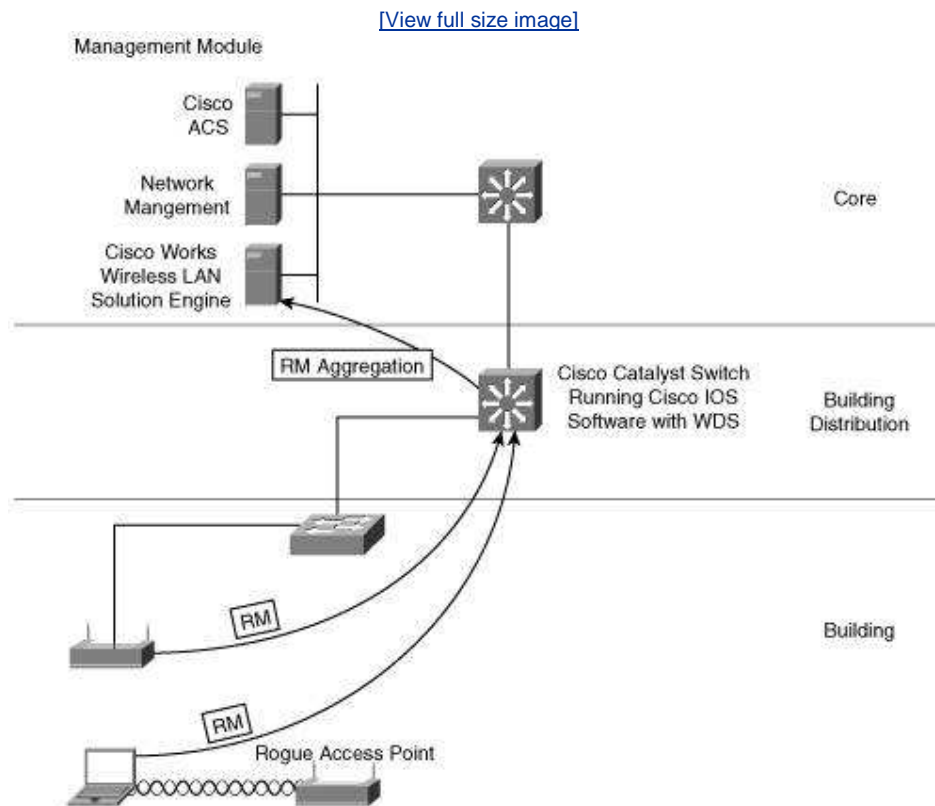 [View full size image]
Management Module
Cisco
ACS
Network
Mangement
Cisco Works
Wireless LAN
Solution Engine
Core
RM Aggregation
Cisco Catalyst Switch
Running Cisco IOS
Software with WDS
Building
Distribution
RM
Building
RM
Rogue Access Point